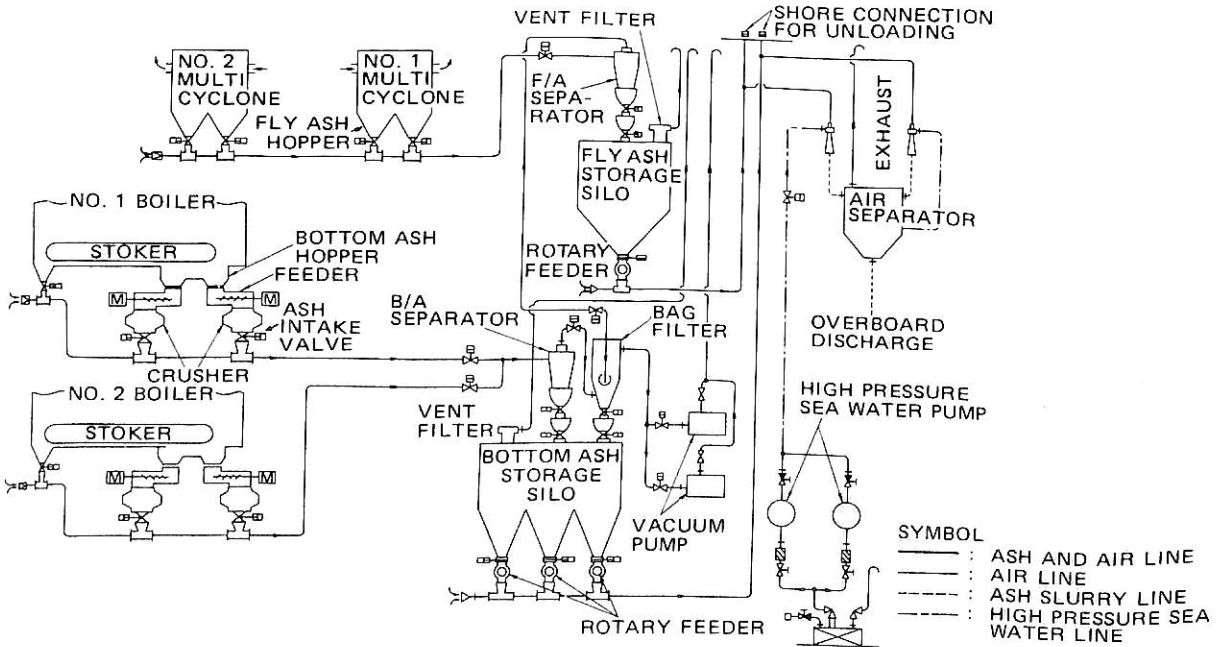 VENT FILTER
SHORE CONNECTION
FOR UNLOADING
NO. 2
MULTI
CYCLONE
NO. 1
MULTI
CYCLONE
F/A
SEPA-
RATOR
FLY ASH
HOPPER
EXHAUST
FLY ASH
STORAGE
SILO
AIR
SEPARATOR
NO. 1 BOILER
STOKER
BOTTOM ASH
HOPPER
FEEDER
ROTARY
FEEDER
M
M
B/A
SEPARATOR
BAG
FILTER
ASH
INTAKE
VALVE
OVERBOARD
DISCHARGE
CRUSHER
NO. 2 BOILER
HIGH PRESSURE
SEA WATER PUMP
STOKER
VENT
FILTER
M
M
BOTTOM ASH
STORAGE
SILO
VACUUM
PUMP
SYMBOL
: ASH AND AIR LINE
: AIR LINE
: ASH SLURRY LINE
: HIGH PRESSURE SEA
WATER LINE
ROTARY FEEDER